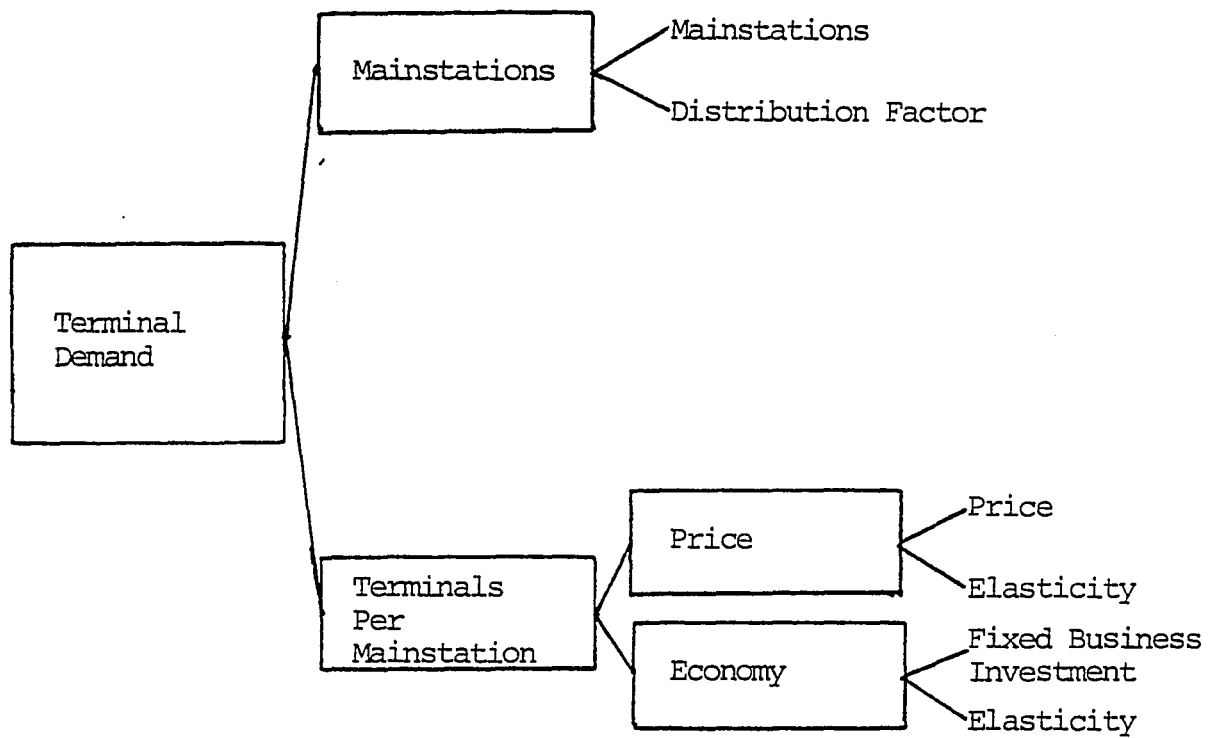 Mainstations
Mainstations
Distribution Factor
Terminal
Demand
Price
Price
Elasticity
Terminals
Per
Mainstation
Economy
Fixed Business
Investment
Elasticity